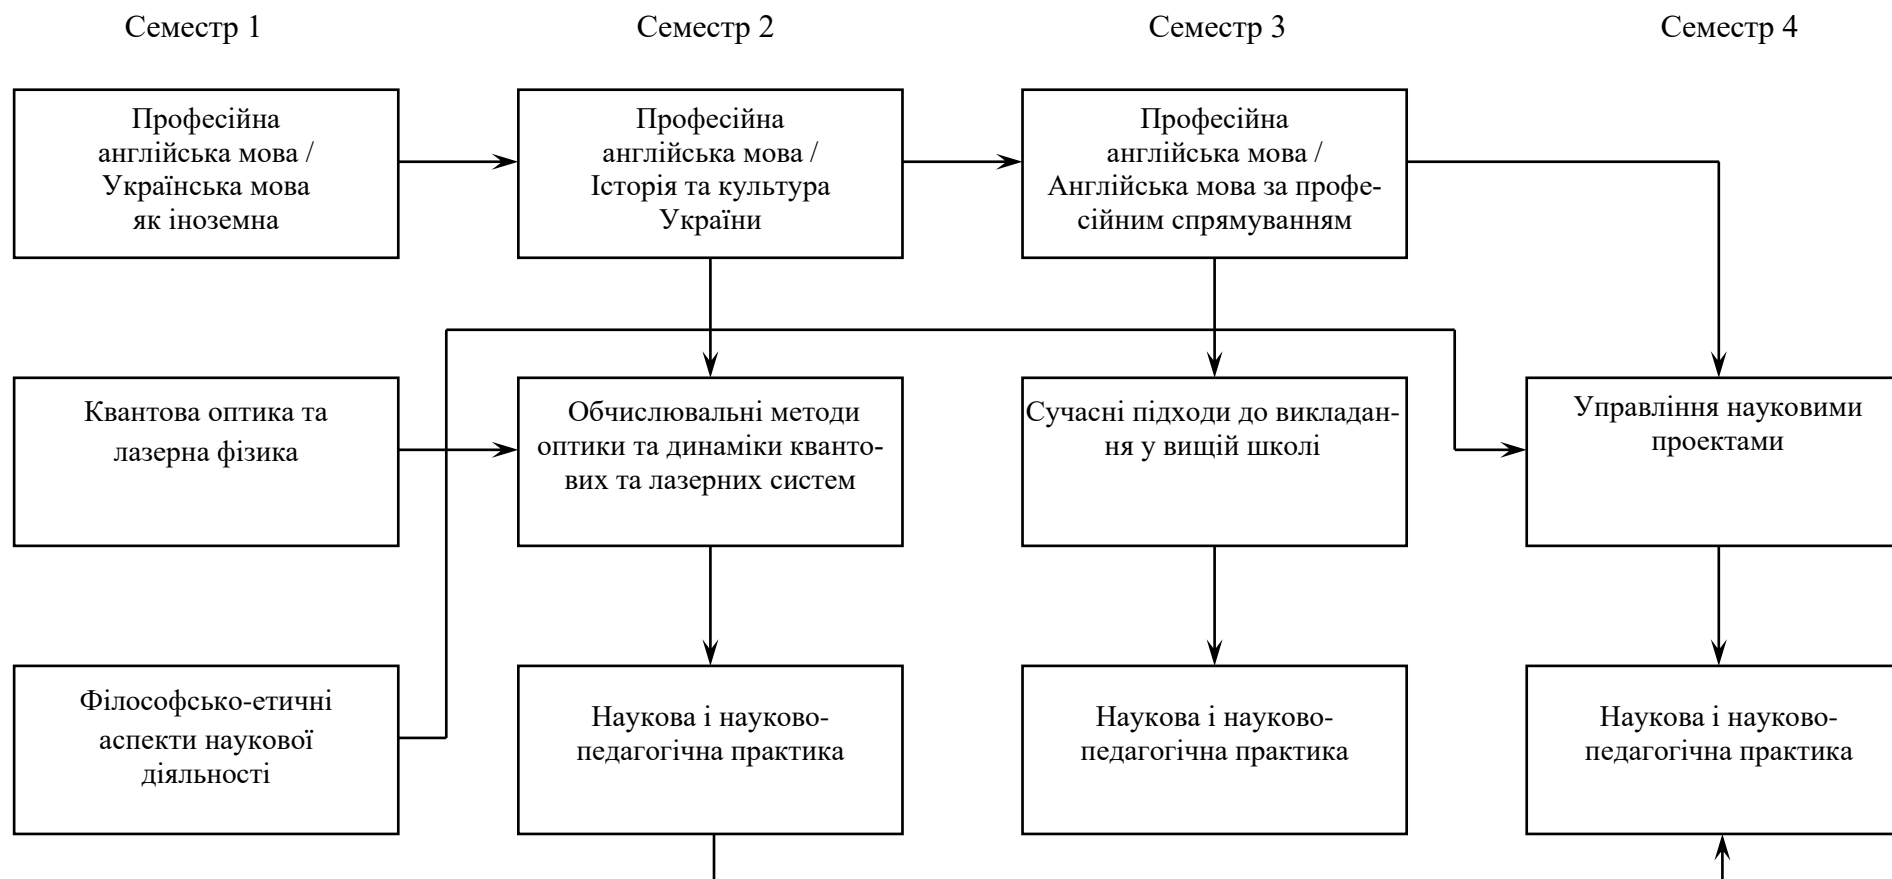 Семестр 1
Семестр 2
Семестр 3
Семестр 4
Професійна
англійська мова /
Українська мова
як іноземна
Професійна
англійська мова /
Історія та культура
України
Професійна
англійська мова /
Англійська мова за профе-
сійним спрямуванням
Квантова оптика та
лазерна фізика
Обчислювальні методи
оптики та динаміки кванто-
вих та лазерних систем
Сучасні підходи до викладан-
ня у вищій школі
Управління науковими
проектами
Філософсько-етичні
аспекти наукової
діяльності
Наукова і науково-
педагогічна практика
Наукова і науково-
педагогічна практика
Наукова і науково-
педагогічна практика